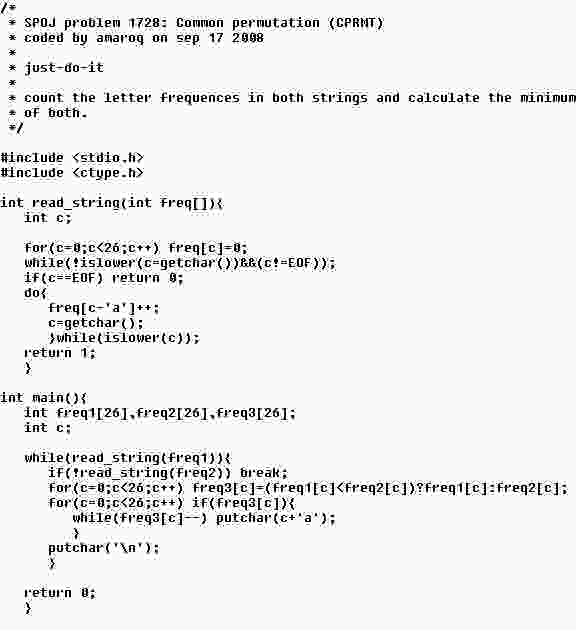 /*
 * SPOJ problem 1728: Common permutation (CPRMT)
 * coded by amaroq on sep 17 2008
 *
 * just-do-it
 *
 * count the letter frequences in both strings and calculate the minimum
 * of both.
 */

#include <stdio.h>
#include <ctype.h>

int read_string(int freq[]){
   int c;

   for(c=0;c<26;c++) freq[c]=0;
   while(!islower(c=getchar())&&(c!=EOF));
   if(c==EOF) return 0;
   do{
      freq[c-'a']++;
      c=getchar();
      }while(islower(c));
   return 1;
   }

int main(){
   int freq1[26],freq2[26],freq3[26];
   int c;

   while(read_string(freq1)){
      if(!read_string(freq2)) break;
      for(c=0;c<26;c++) freq3[c]=(freq1[c]<freq2[c])?freq1[c]:freq2[c];
      for(c=0;c<26;c++) if(freq3[c]){
         while(freq3[c]--) putchar(c+'a');
         }
      putchar('\n');
      }

   return 0;
   }